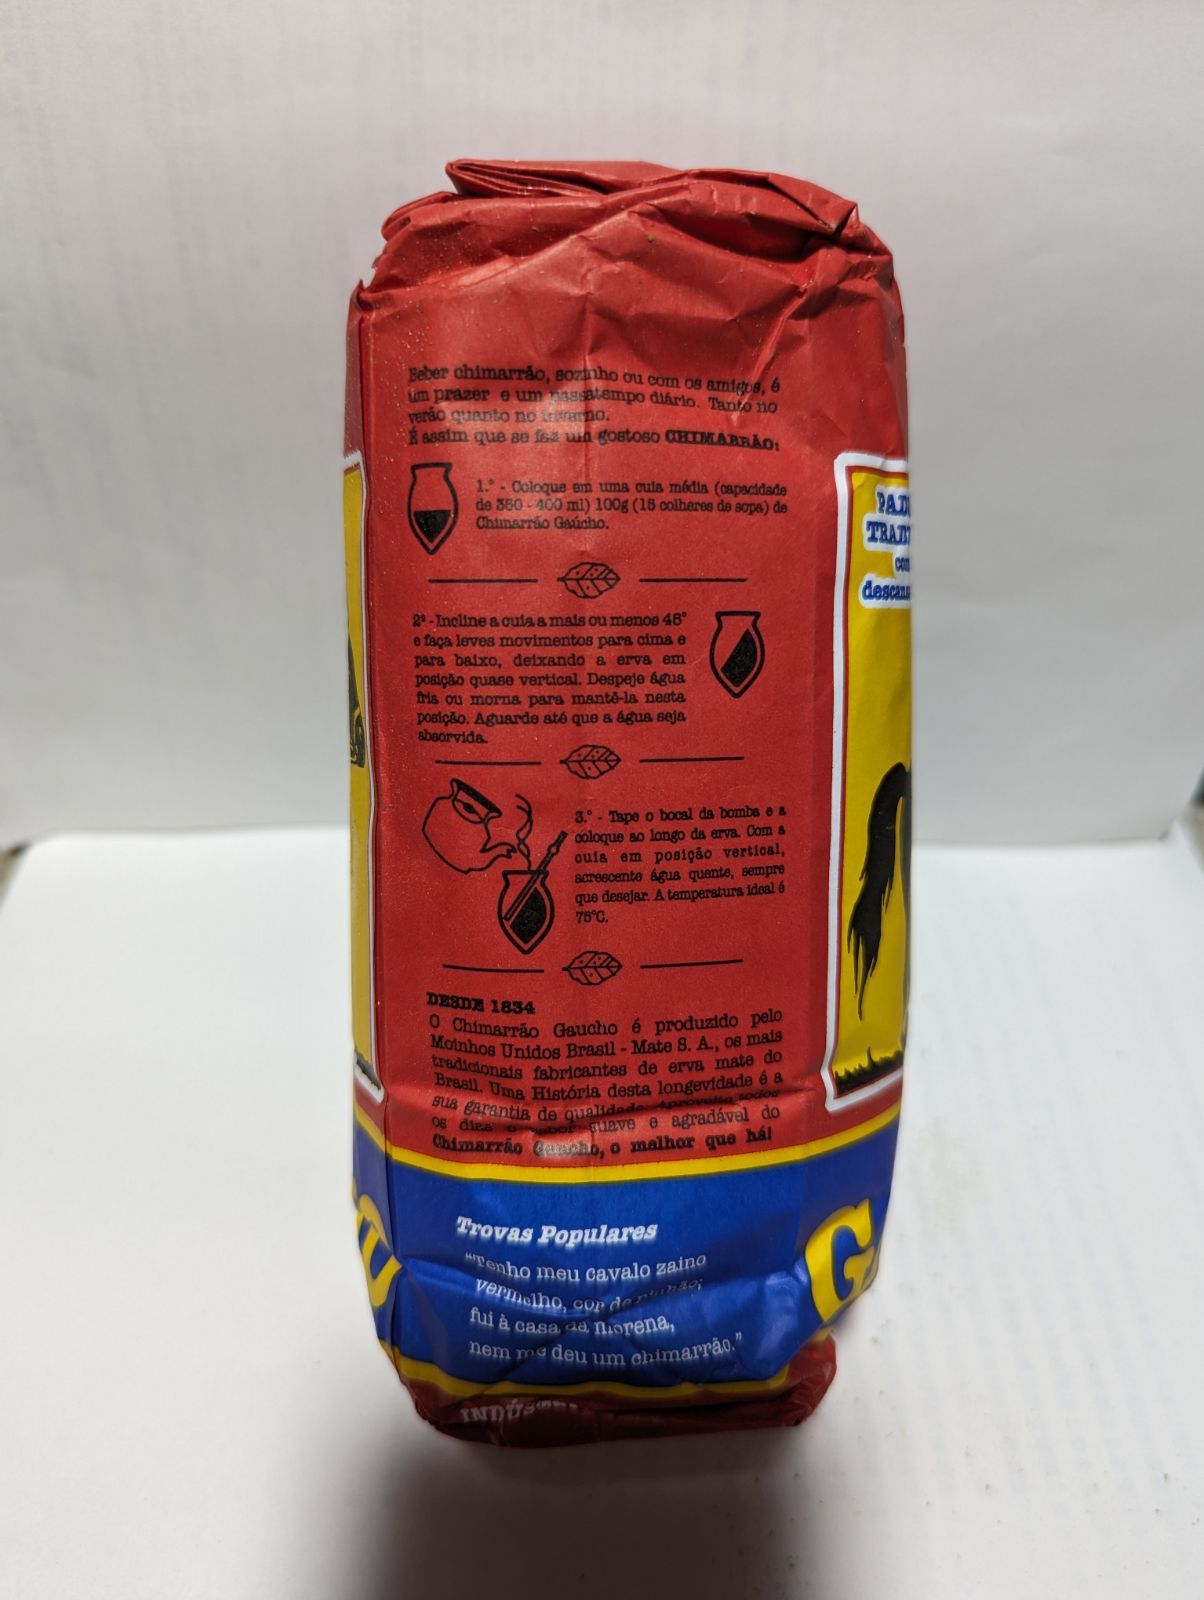 Beber chimarrão, sozinho ou com os amigos, é
um prazer e um passatempo diário. Tanto no
verão quanto no inverno.
É assim que se faz um gostoso CHIMARRÃO:
1.º - Coloque em uma cuia média (capacidade
de 350 - 400 ml) 100g (15 colheres de sopa) de
Chimarrão Gaúcho.
2º - Incline a cuia a mais ou menos 45°
e faça leves movimentos para cima e
para baixo, deixando a erva em
posição quase vertical. Despeje água
fria ou morna para mantê-la nesta
posição. Aguarde até que a água seja
absorvida.
3.º - Tape o bocal da bomba e a
coloque ao longo da erva. Com a
cuia em posição vertical,
acrescente água quente, sempre
que desejar. A temperatura ideal é
75°C.
DESDE 1834
O Chimarrão Gaucho é produzido pelo
Moinhos Unidos Brasil - Mate S. A., os mais
tradicionais fabricantes de erva mate do
Brasil. Uma História desta longevidade é a
sua garantia de qualidade. Aproveite todos
os dias o sabor suave e agradável do
Chimarrão Gaucho, o melhor que há!
Trovas Populares
"Tenho meu cavalo zaino
vermelho, cor de pinhão;
fui à casa da morena,
nem me deu um chimarrão."